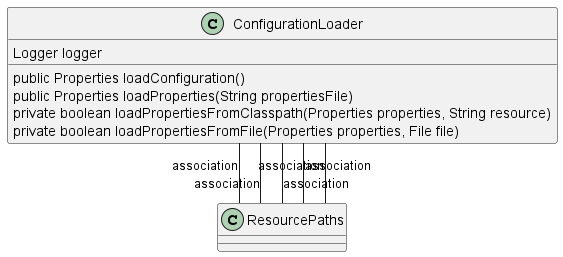 C ConfigurationLoader
Logger logger
public Properties loadConfiguration()
public Properties loadProperties(String propertiesFile)
private boolean loadPropertiesFromClasspath(Properties properties, String resource)
private boolean loadPropertiesFromFile(Properties properties, File file)
association association association
association association
C ResourcePaths